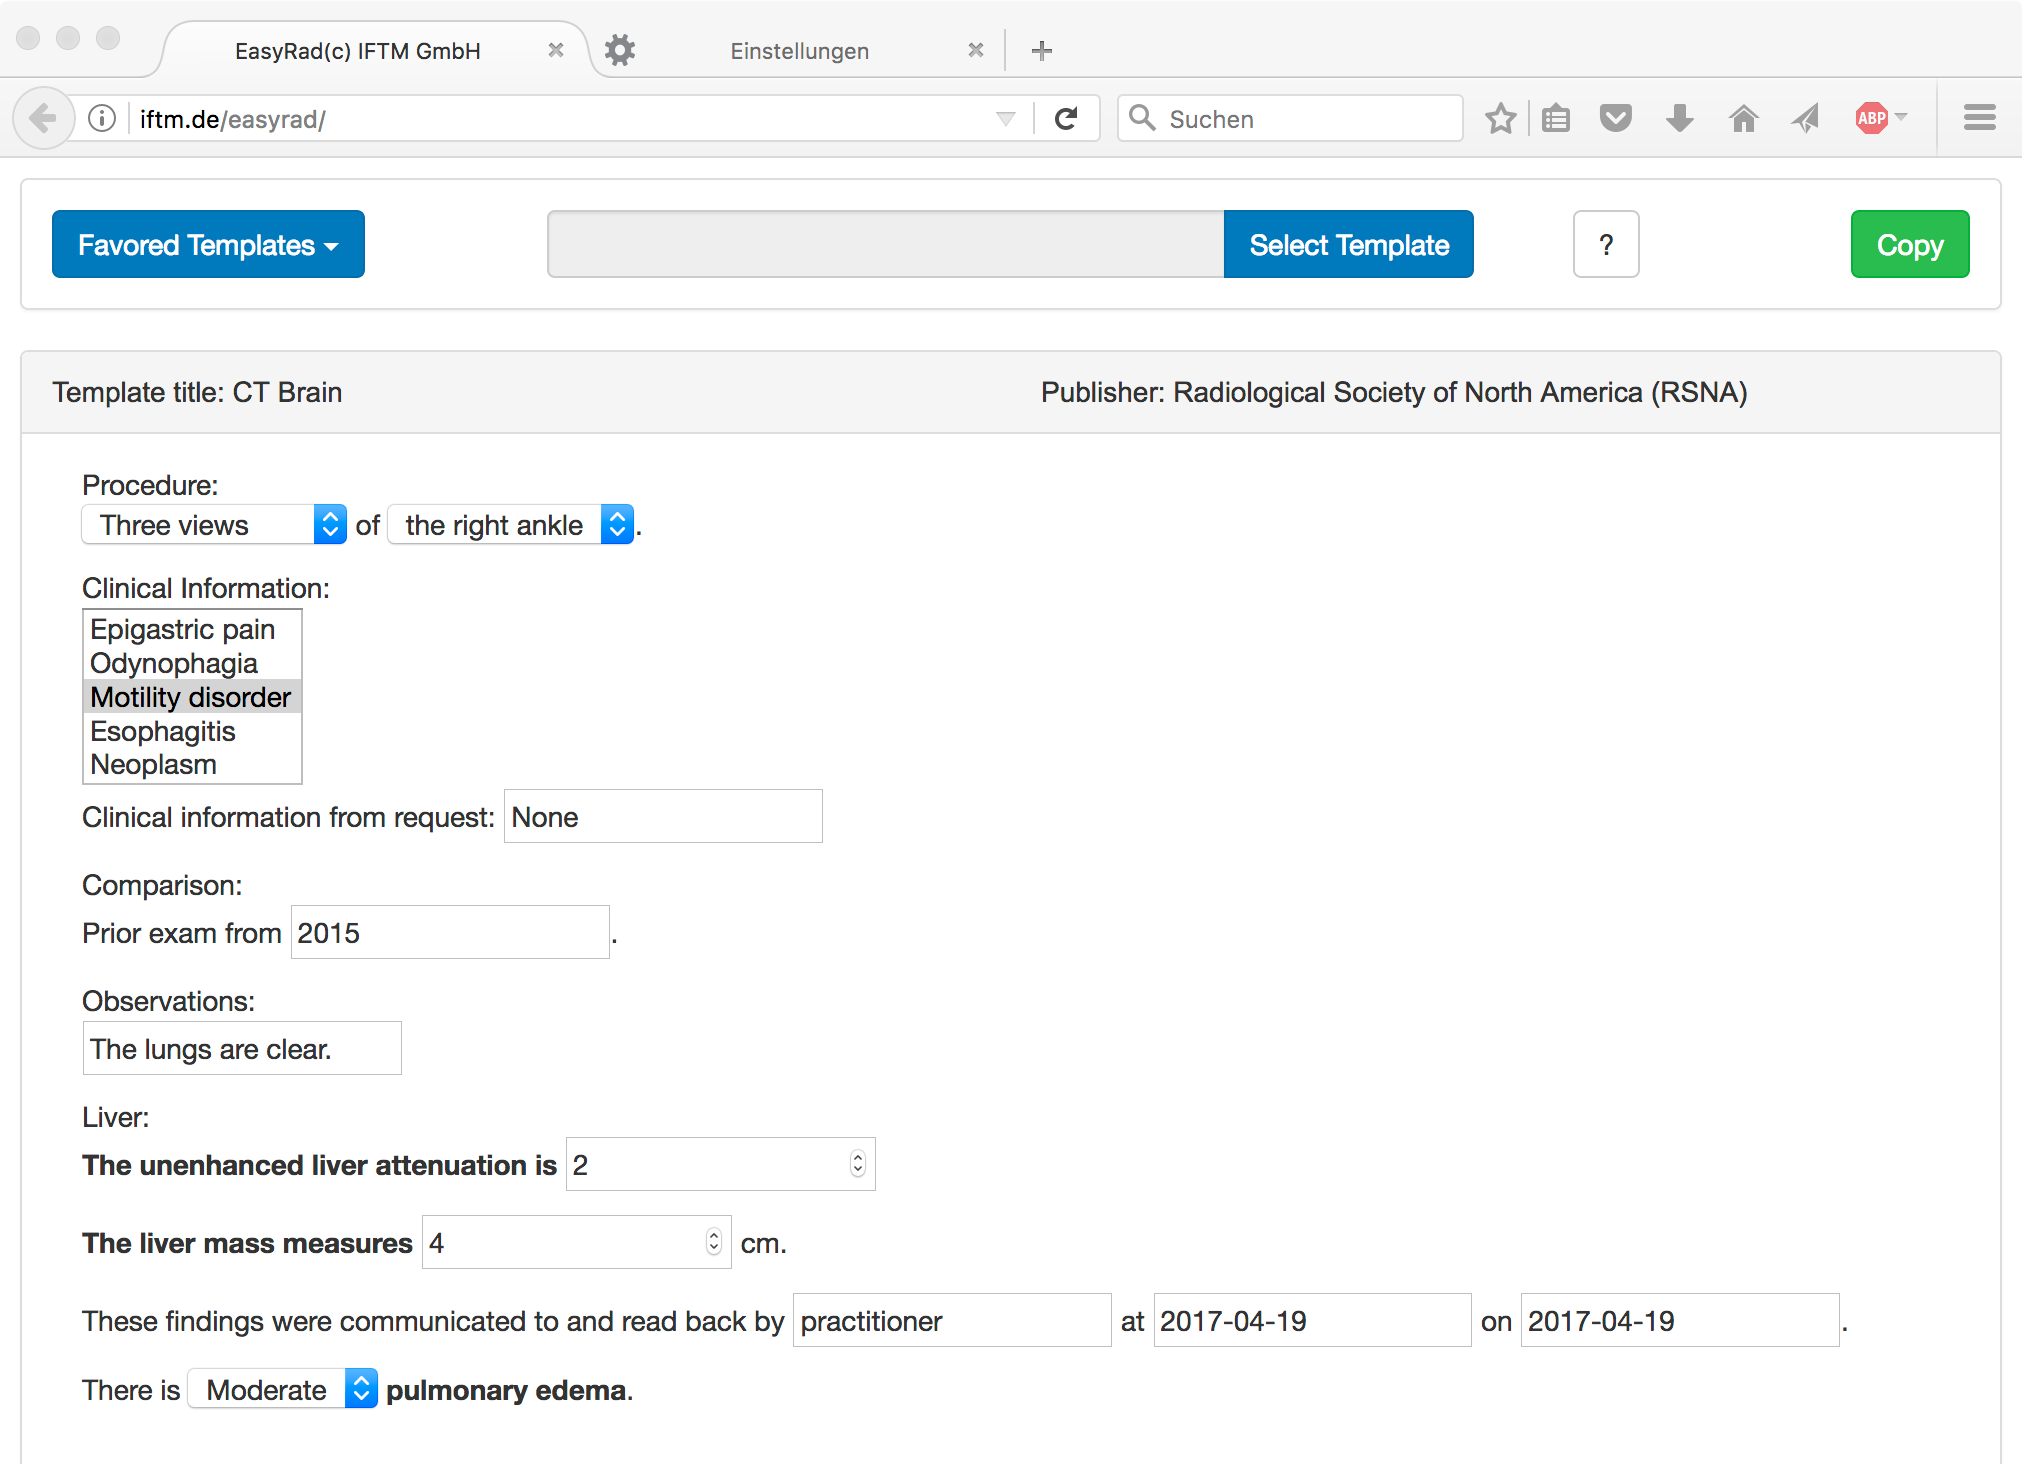 EasyRad(c) IFTM GmbH
Einstellungen
iftm.de/easyrad/
Suchen
ABP
Favored Templates
Select Template
?
Copy
Template title: CT Brain
Publisher: Radiological Society of North America (RSNA)
Procedure:
Three views of the right ankle.
Clinical Information:
Epigastric pain
Odynophagia
Motility disorder
Esophagitis
Neoplasm
Clinical information from request: None
Comparison:
Prior exam from 2015.
Observations:
The lungs are clear.
Liver:
The unenhanced liver attenuation is 2
The liver mass measures 4 cm.
These findings were communicated to and read back by practitioner at 2017-04-19 on 2017-04-19.
There is Moderate pulmonary edema.